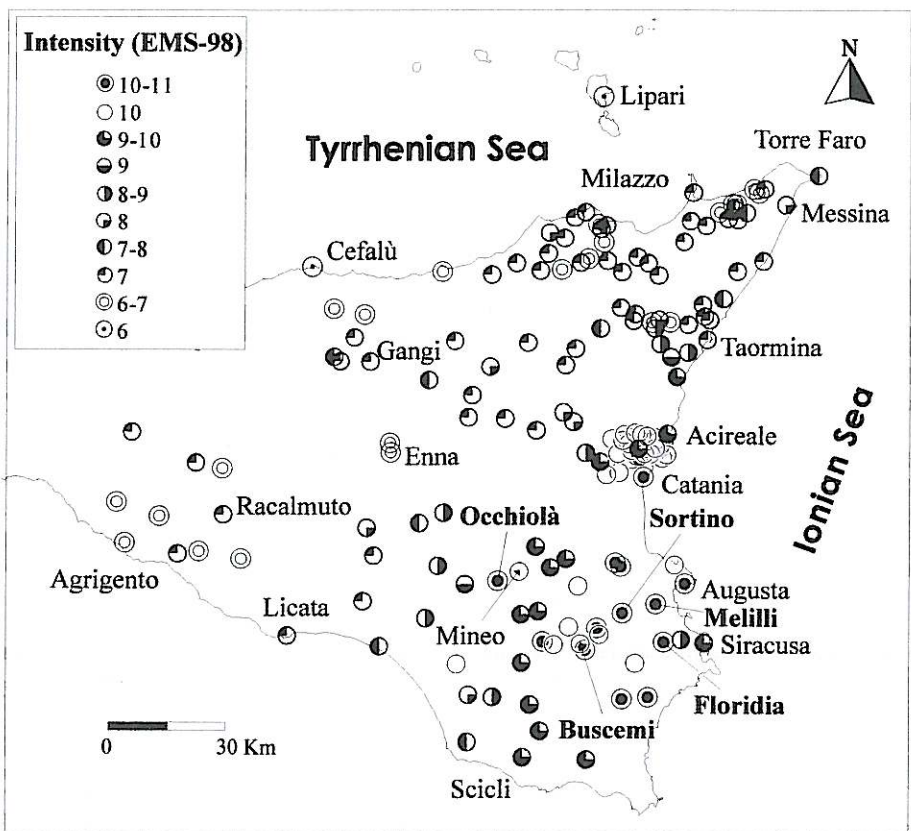 Intensity (EMS-98)
10-11
10
9-10
9
8-9
8
7-8
7
6-7
6
N
Lipari
Tyrrhenian Sea
Torre Faro
Milazzo
Messina
Cefalù
Gangi
Taormina
Ionian Sea
Acireale
Enna
Catania
Racalmuto
Occhiolà
Sortino
Agrigento
Augusta
Licata
Mineo
Melilli
Siracusa
Floridia
Buscemi
0
30 Km
Scicli